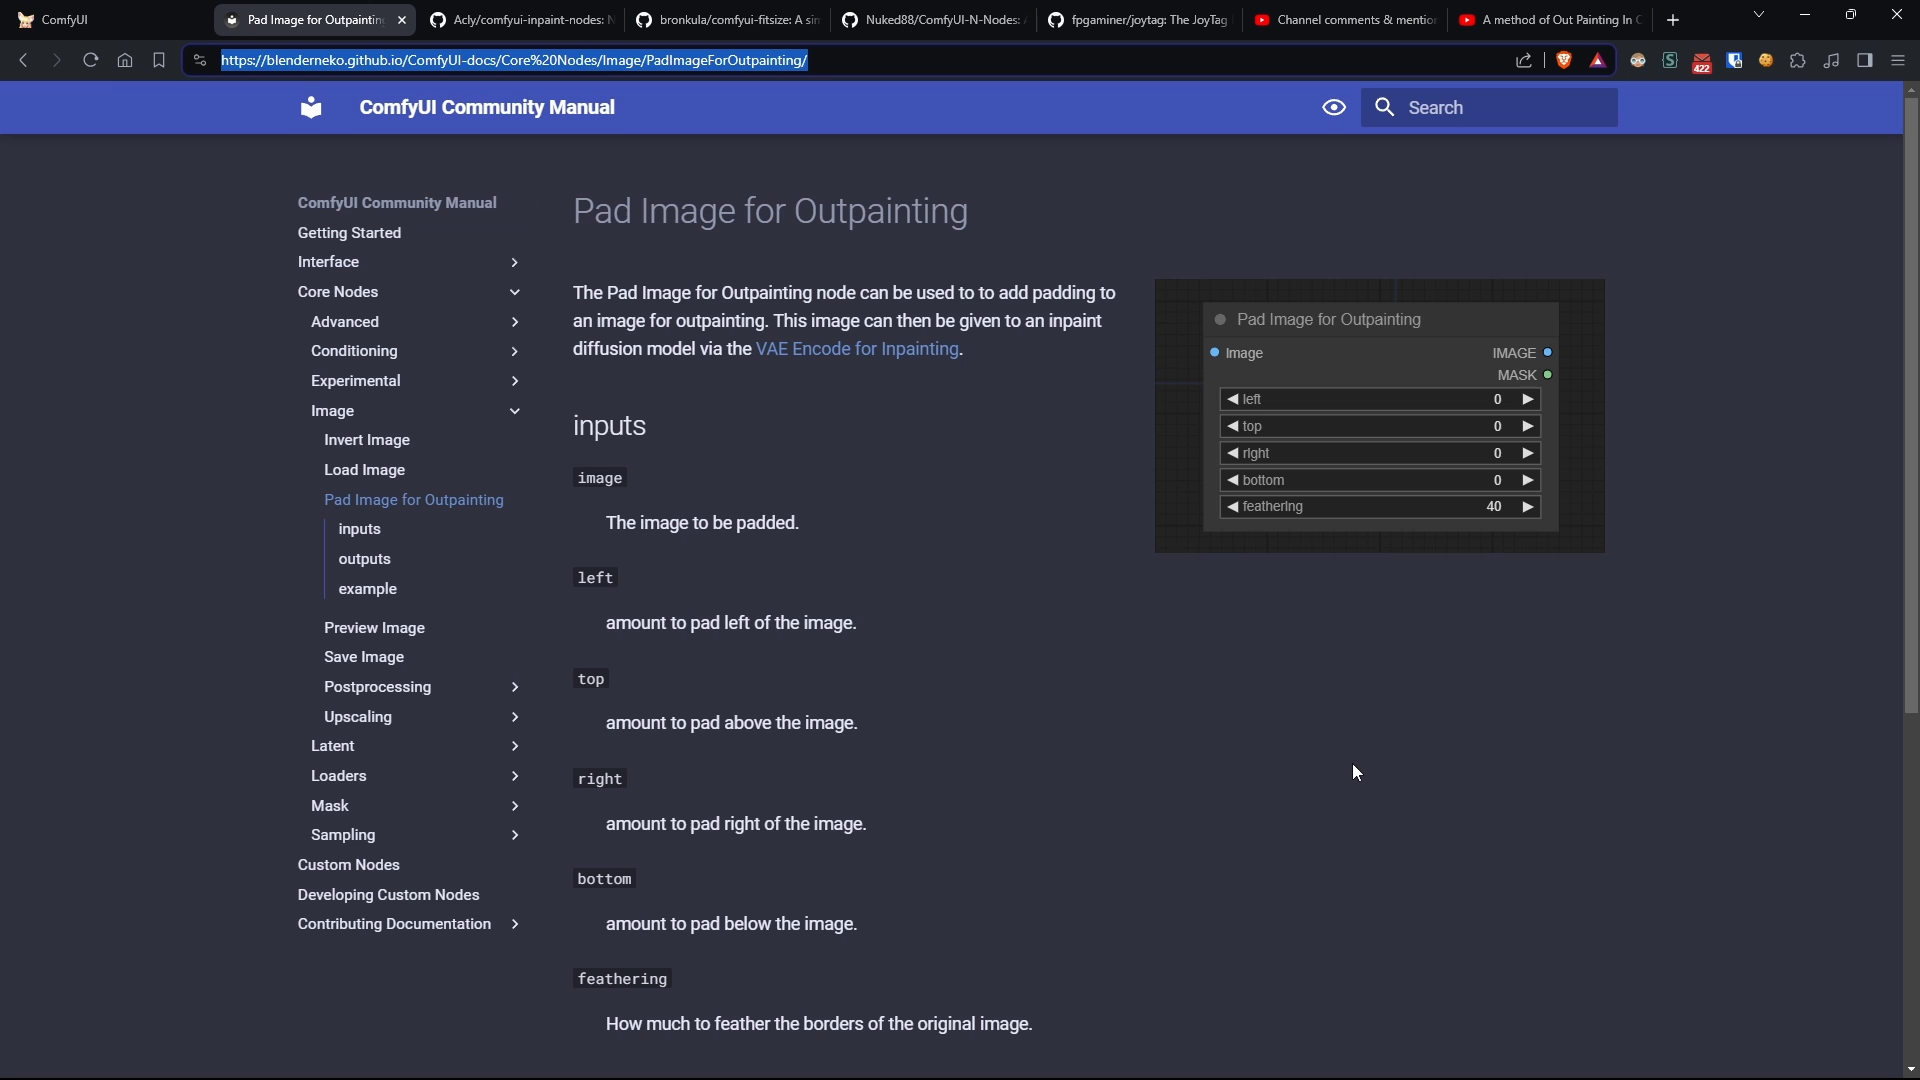 ComfyUI
Pad Image for Outpainting
Acly/comfyui-inpaint-nodes: N
bronkula/comfyui-fitsize: A sim
Nuked88/ComfyUI-N-Nodes:
fpgaminer/joytag: The JoyTag
Channel comments & mention
A method of Out Painting In C
https://blenderneko.github.io/ComfyUI-docs/Core%20Nodes/Image/PadImageForOutpainting/
422
ComfyUI Community Manual
Search
ComfyUI Community Manual
Getting Started
Interface
Core Nodes
Advanced
Conditioning
Experimental
Image
Invert Image
Load Image
Pad Image for Outpainting
inputs
outputs
example
Preview Image
Save Image
Postprocessing
Upscaling
Latent
Loaders
Mask
Sampling
Custom Nodes
Developing Custom Nodes
Contributing Documentation
Pad Image for Outpainting
The Pad Image for Outpainting node can be used to to add padding to
an image for outpainting. This image can then be given to an inpaint
diffusion model via the VAE Encode for Inpainting.
inputs
image
The image to be padded.
left
amount to pad left of the image.
top
amount to pad above the image.
right
amount to pad right of the image.
bottom
amount to pad below the image.
feathering
How much to feather the borders of the original image.
Pad Image for Outpainting
Image IMAGE
MASK
left 0
top 0
right 0
bottom 0
feathering 40